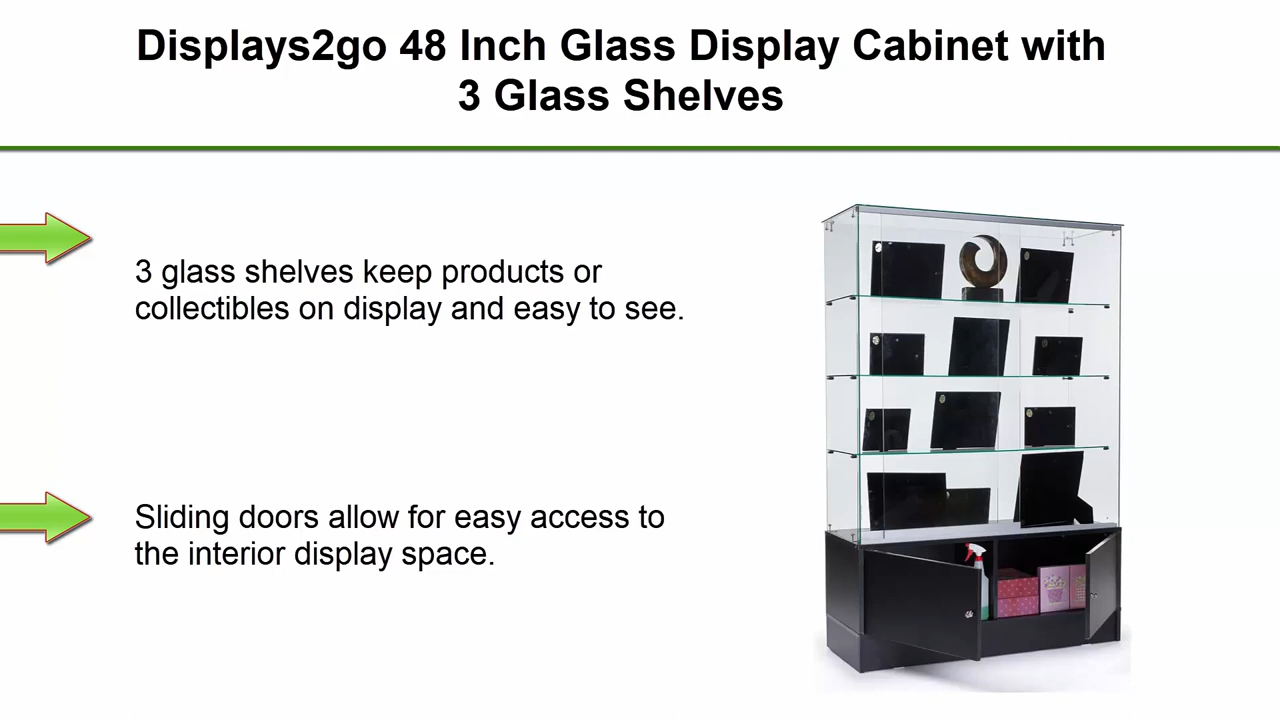 Displays2go 48 Inch Glass Display Cabinet with
3 Glass Shelves
3 glass shelves keep products or
collectibles on display and easy to see.
Sliding doors allow for easy access to
the interior display space.